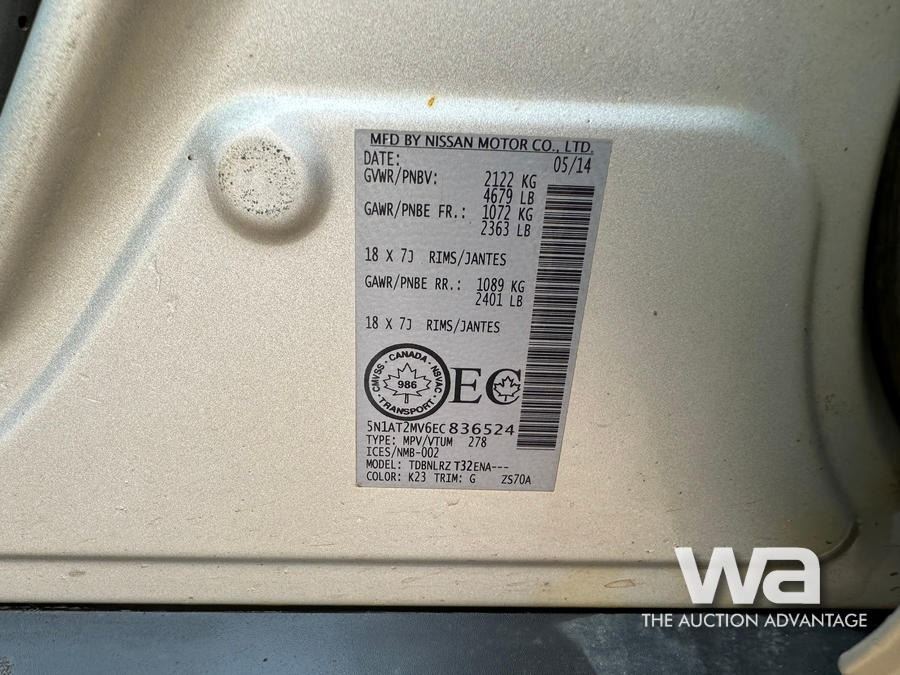 MFD BY NISSAN MOTOR CO., LTD.
DATE: 05/14
GVWR/PNBV: 2122 KG
4679 LB
GAWR/PNBE FR.: 1072 KG
2363 LB
18 X 7J RIMS/JANTES
GAWR/PNBE RR.: 1089 KG
2401 LB
18 X 7J RIMS/JANTES
CMVSS · CANADA · NSVAC
986
· TRANSPORT ·
EC
5N1AT2MV6EC836524
TYPE: MPV/VTUM 278
ICES/NMB-002
MODEL: TDBNLRZ T32ENA---
COLOR: K23 TRIM: G ZS70A
wa
THE AUCTION ADVANTAGE